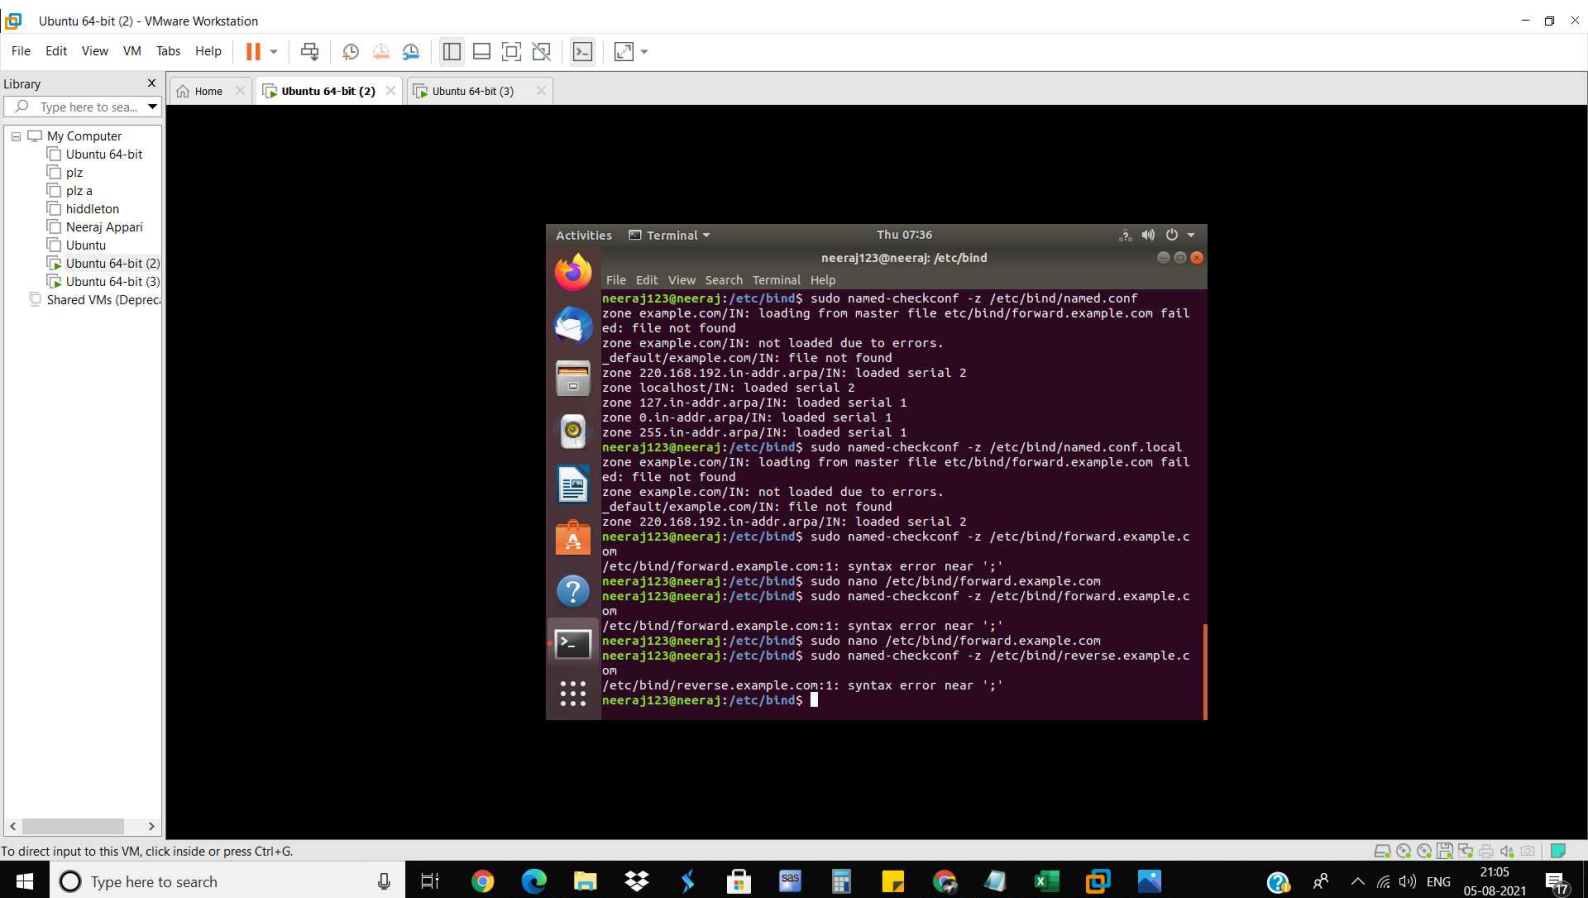 Ubuntu 64-bit (2) - VMware Workstation
File Edit View VM Tabs Help
Library
Home
Ubuntu 64-bit (2)
Ubuntu 64-bit (3)
Type here to sea...
My Computer
Ubuntu 64-bit
plz
plz a
hiddleton
Neeraj Appari
Ubuntu
Ubuntu 64-bit (2)
Ubuntu 64-bit (3)
Shared VMs (Deprec
Activities Terminal Thu 07:36
neeraj123@neeraj: /etc/bind
File Edit View Search Terminal Help
neeraj123@neeraj:/etc/bind$ sudo named-checkconf -z /etc/bind/named.conf
zone example.com/IN: loading from master file etc/bind/forward.example.com fail
ed: file not found
zone example.com/IN: not loaded due to errors.
_default/example.com/IN: file not found
zone 220.168.192.in-addr.arpa/IN: loaded serial 2
zone localhost/IN: loaded serial 2
zone 127.in-addr.arpa/IN: loaded serial 1
zone 0.in-addr.arpa/IN: loaded serial 1
zone 255.in-addr.arpa/IN: loaded serial 1
neeraj123@neeraj:/etc/bind$ sudo named-checkconf -z /etc/bind/named.conf.local
zone example.com/IN: loading from master file etc/bind/forward.example.com fail
ed: file not found
zone example.com/IN: not loaded due to errors.
_default/example.com/IN: file not found
zone 220.168.192.in-addr.arpa/IN: loaded serial 2
neeraj123@neeraj:/etc/bind$ sudo named-checkconf -z /etc/bind/forward.example.c
om
/etc/bind/forward.example.com:1: syntax error near ';'
neeraj123@neeraj:/etc/bind$ sudo nano /etc/bind/forward.example.com
neeraj123@neeraj:/etc/bind$ sudo named-checkconf -z /etc/bind/forward.example.c
om
/etc/bind/forward.example.com:1: syntax error near ';'
neeraj123@neeraj:/etc/bind$ sudo nano /etc/bind/forward.example.com
neeraj123@neeraj:/etc/bind$ sudo named-checkconf -z /etc/bind/reverse.example.c
om
/etc/bind/reverse.example.com:1: syntax error near ';'
neeraj123@neeraj:/etc/bind$
To direct input to this VM, click inside or press Ctrl+G.
Type here to search
sas
ENG
21:05
05-08-2021
17